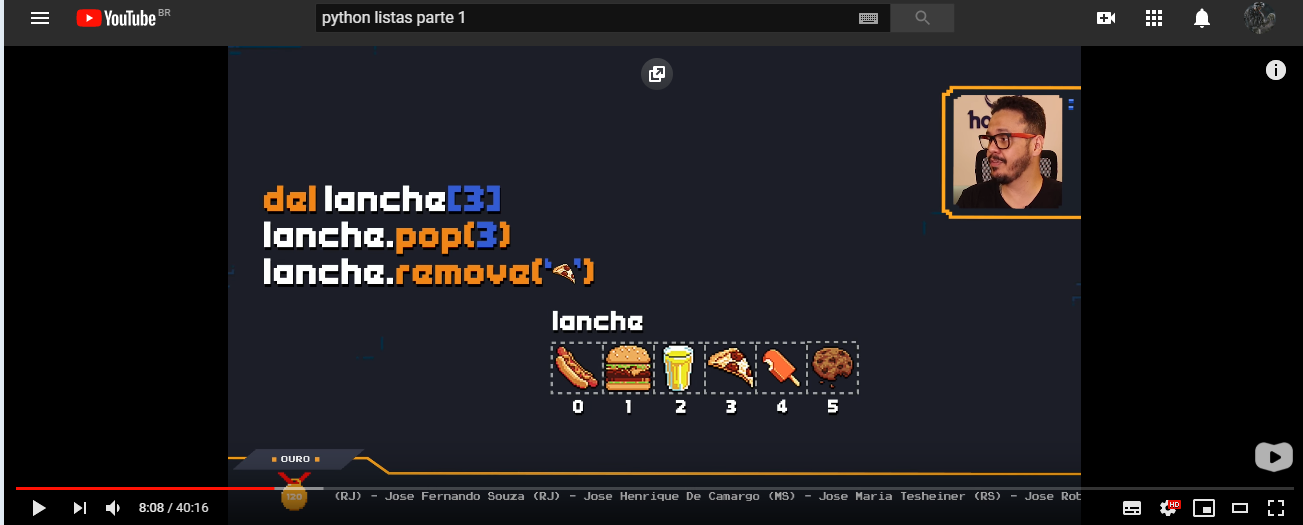 YouTube BR
python listas parte 1
del lanche[3]
lanche.pop(3)
lanche.remove('🍕')
lanche
0 1 2 3 4 5
OURO
120
(RJ) - Jose Fernando Souza (RJ) - Jose Henrique De Camargo (MS) - Jose Maria Tesheiner (RS) - Jose Rob
8:08 / 40:16
HD